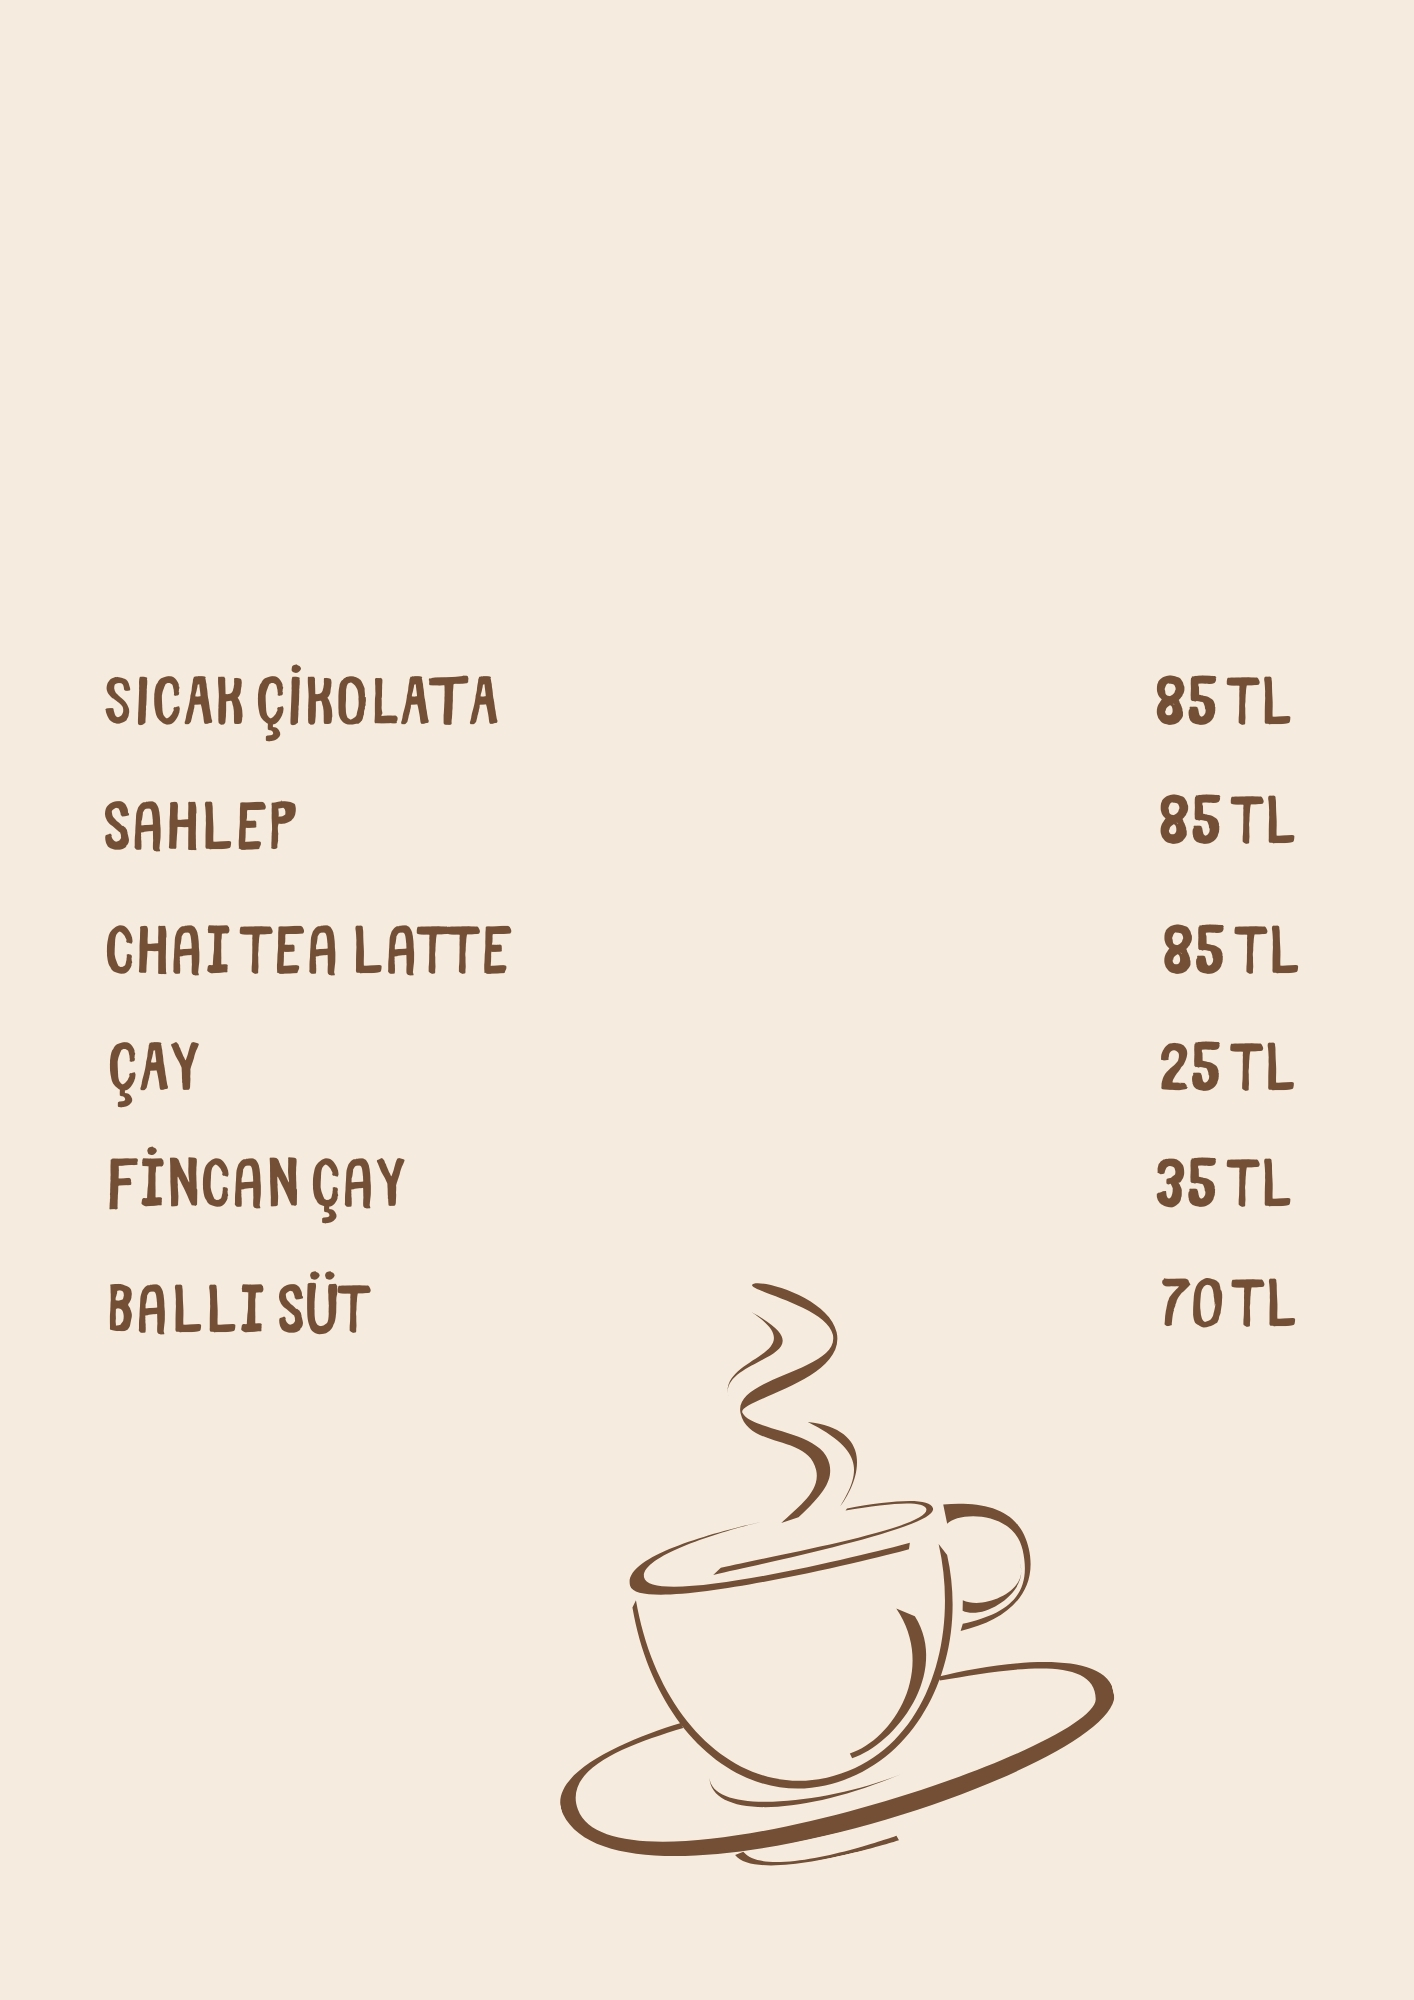 SICAK ÇİKOLATA 85 TL
SAHLEP 85 TL
CHAI TEA LATTE 85 TL
ÇAY 25 TL
FİNCAN ÇAY 35 TL
BALLI SÜT 70 TL